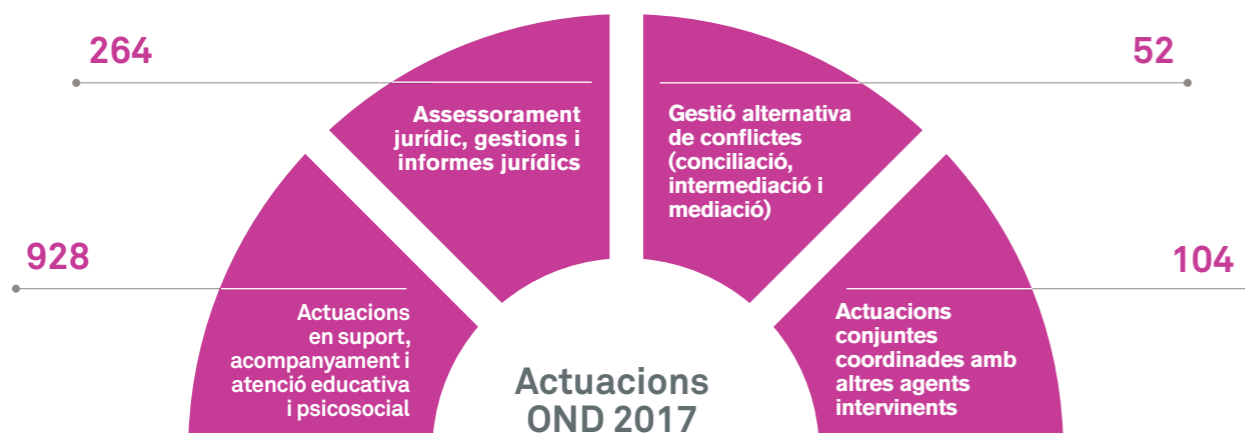 264
Assessorament
jurídic, gestions i
informes jurídics
52
Gestió alternativa
de conflictes
(conciliació,
intermediació i
mediació)
928
Actuacions
en suport,
acompanyament i
atenció educativa
i psicosocial
104
Actuacions
conjuntes
coordinades amb
altres agents
intervinents
Actuacions
OND 2017